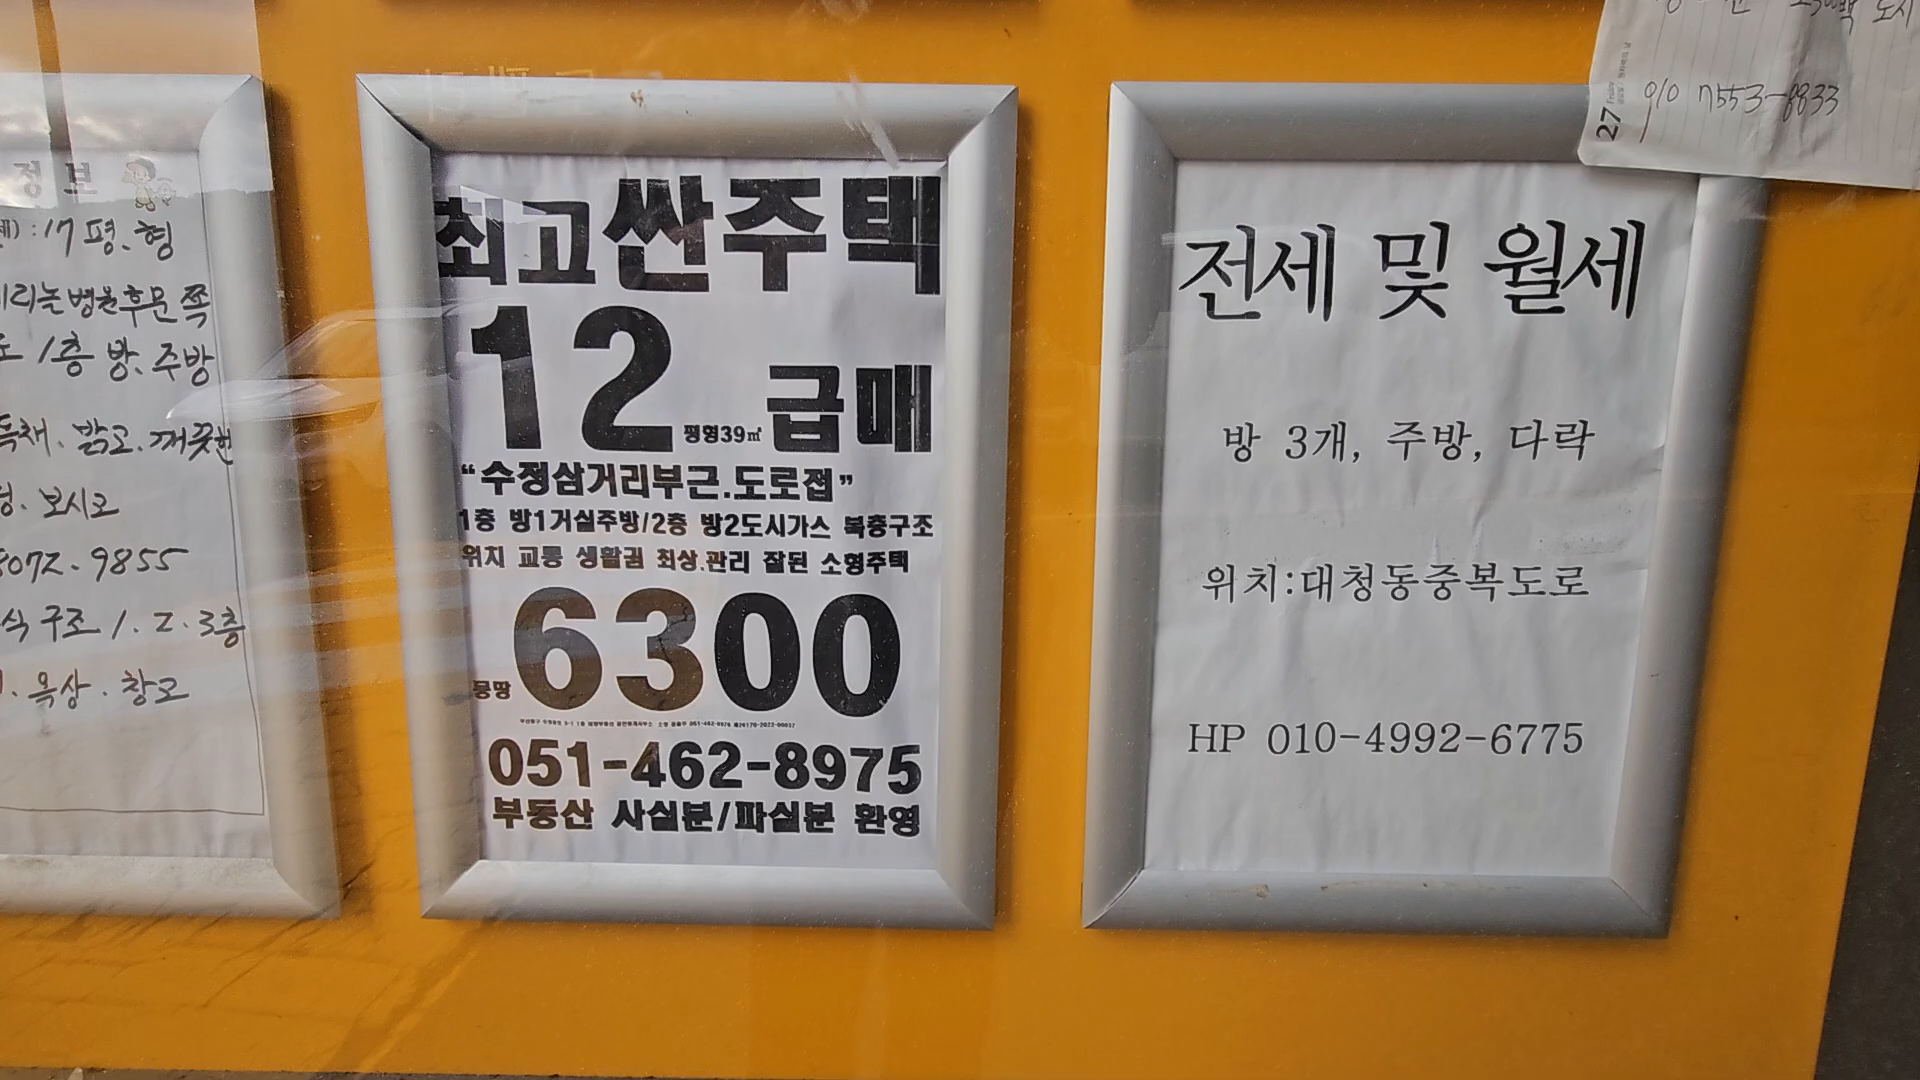 정보
: 17평.형
리는병원후문 쪽
1층 방.주방
독채. 밝고.깨끗한
보시고
8072.9855
식 구조 1.2.3층
옥상.창고
최고싼주택
12 평형39㎡ 급매
“수정삼거리부근.도로접”
1층 방1거실주방/2층 방2도시가스 복층구조
위치 교통 생활권 최상.관리 잘된 소형주택
몽땅 6300
051-462-8975
부동산 사실분/파실분 환영
전세 및 월세
방 3개, 주방, 다락
위치:대청동중복도로
HP 010-4992-6775
도시
010 7553-8833
27 Friday